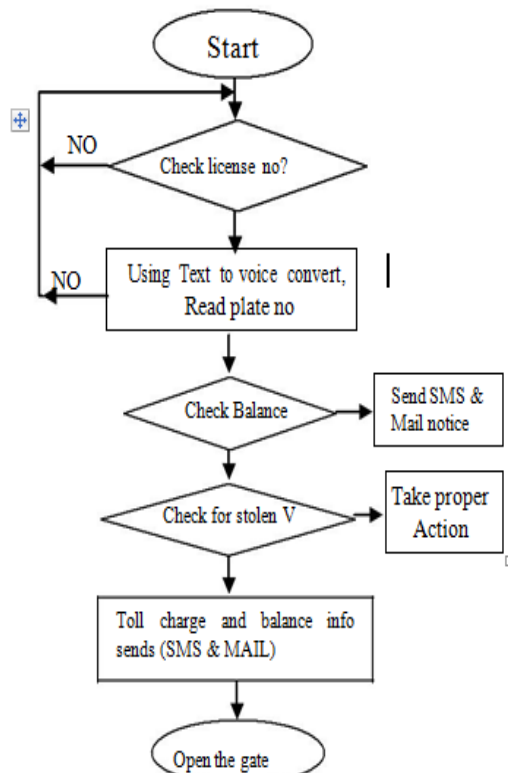 Start
NO
Check license no?
Using Text to voice convert,
Read plate no
NO
Check Balance
Send SMS &
Mail notice
Check for stolen V
Take proper
Action
Toll charge and balance info
sends (SMS & MAIL)
Open the gate